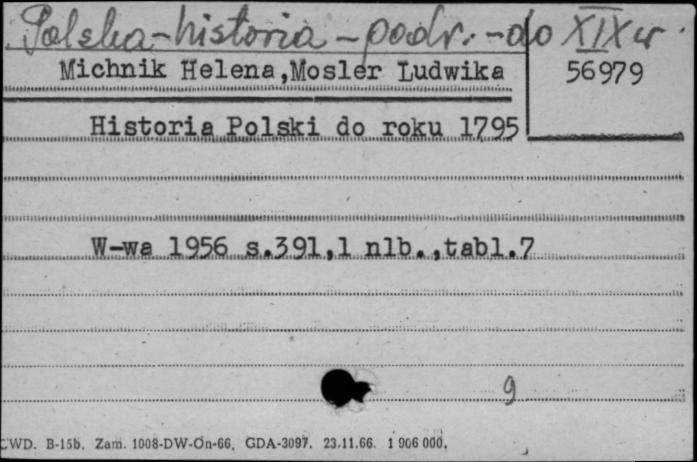 Polska-historia-podr.-do XIX w.
Michnik Helena,Mosler Ludwika
56979
Historia Polski do roku 1795
W-wa 1956 s.391,1 nlb.,tabl.7
9
CWD. B-15b. Zam. 1008-DW-On-66. GDA-3097. 23.11.66. 1 906 000.